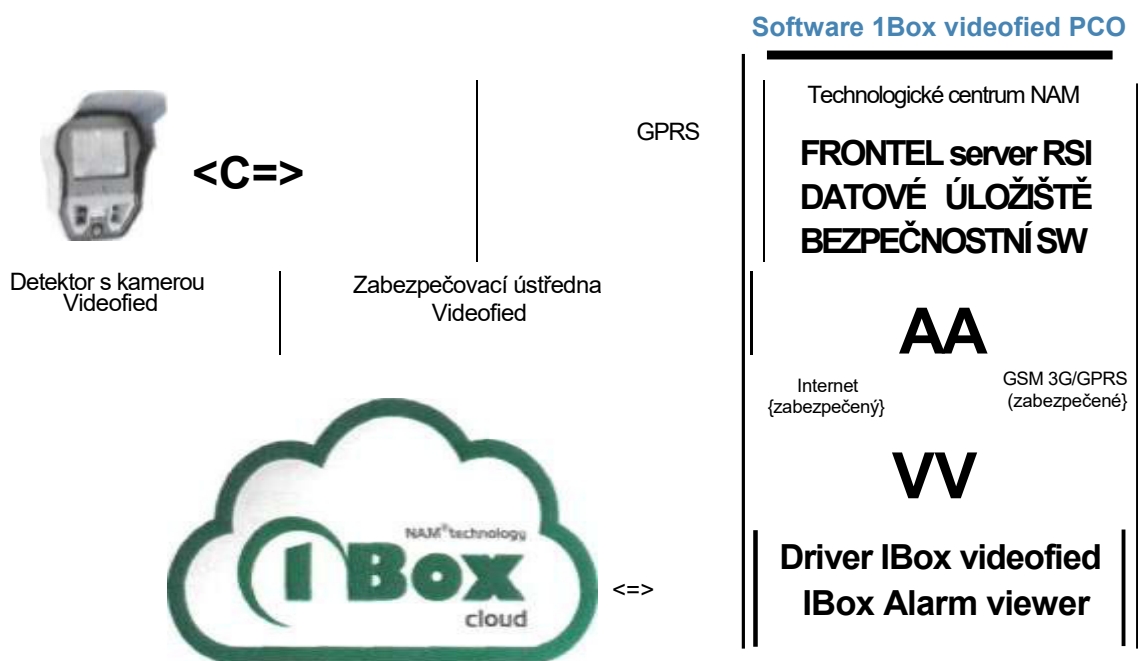 Software 1Box videofied PCO
Technologické centrum NAM
GPRS
FRONTEL server RSI
DATOVÉ ÚLOŽIŠTĚ
BEZPEČNOSTNÍ SW
<C=>
Detektor s kamerou
Videofied
Zabezpečovací ústředna
Videofied
AA
Internet
{zabezpečený}
GSM 3G/GPRS
(zabezpečené}
VV
NAM®technology
1 Box
cloud
<=>
Driver IBox videofied
IBox Alarm viewer